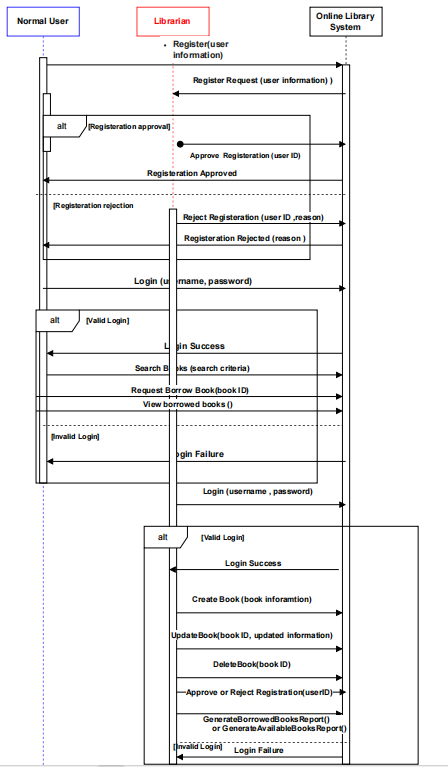 Normal User
Librarian
Online Library
System
• Register(user
information)
Register Request (user information) )
alt
[Registeration approval]
Approve Registeration (user ID)
Registeration Approved
[Registeration rejection
Reject Registeration (user ID ,reason)
Registeration Rejected (reason )
Login (username, password)
alt
[Valid Login]
Login Success
Search Books (search criteria)
Request Borrow Book(book ID)
View borrowed books ()
[Invalid Login]
ogin Failure
Login (username , password)
alt
[Valid Login]
Login Success
Create Book (book inforamtion)
UpdateBook(book ID, updated information)
DeleteBook(book ID)
Approve or Reject Registration(userID)
GenerateBorrowedBooksReport()
or GenerateAvailableBooksReport()
[Invalid Login]
Login Failure